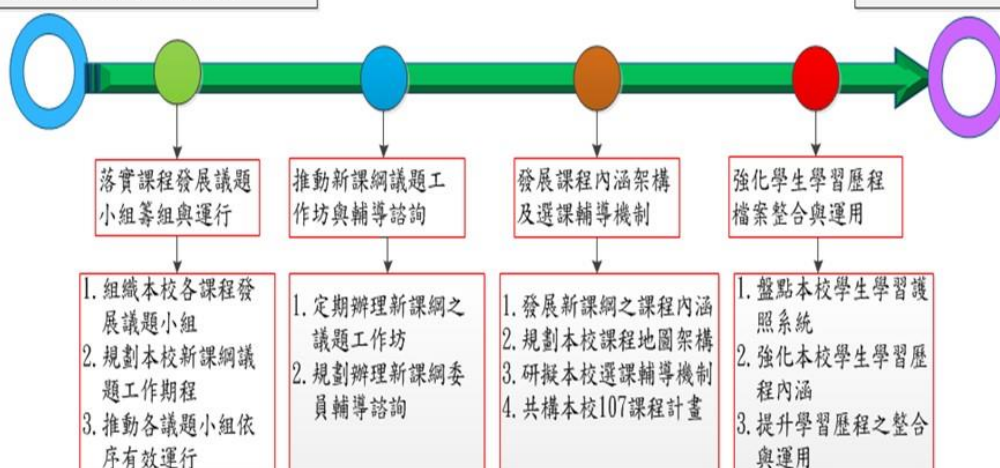 落實課程發展議題
小組籌組與運行
推動新課綱議題工
作坊與輔導諮詢
發展課程內涵架構
及選課輔導機制
強化學生學習歷程
檔案整合與運用
1. 組織本校各課程發
展議題小組
2. 規劃本校新課綱議
題工作期程
3. 推動各議題小組依
序有效運行
1. 定期辦理新課綱之
議題工作坊
2. 規劃辦理新課綱委
員輔導諮詢
1. 發展新課綱之課程內涵
2. 規劃本校課程地圖架構
3. 研擬本校選課輔導機制
4. 共構本校107課程計畫
1. 盤點本校學生學習護
照系統
2. 強化本校學生學習歷
程內涵
3. 提升學習歷程之整合
與運用